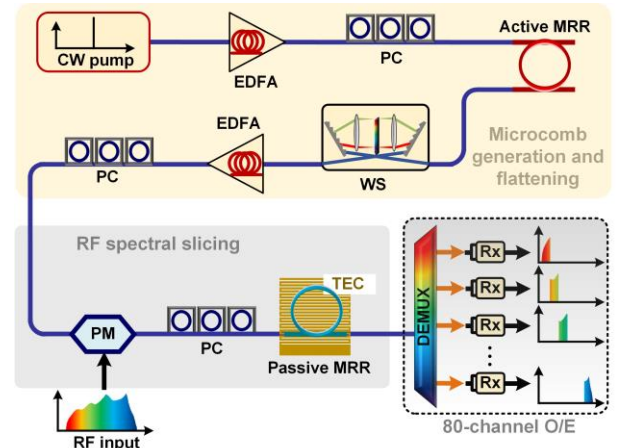 CW pump
EDFA
PC
Active MRR
EDFA
PC
WS
Microcomb
generation and
flattening
RF spectral slicing
TEC
PM
PC
Passive MRR
RF input
DEMUX
Rx
Rx
Rx
Rx
80-channel O/E